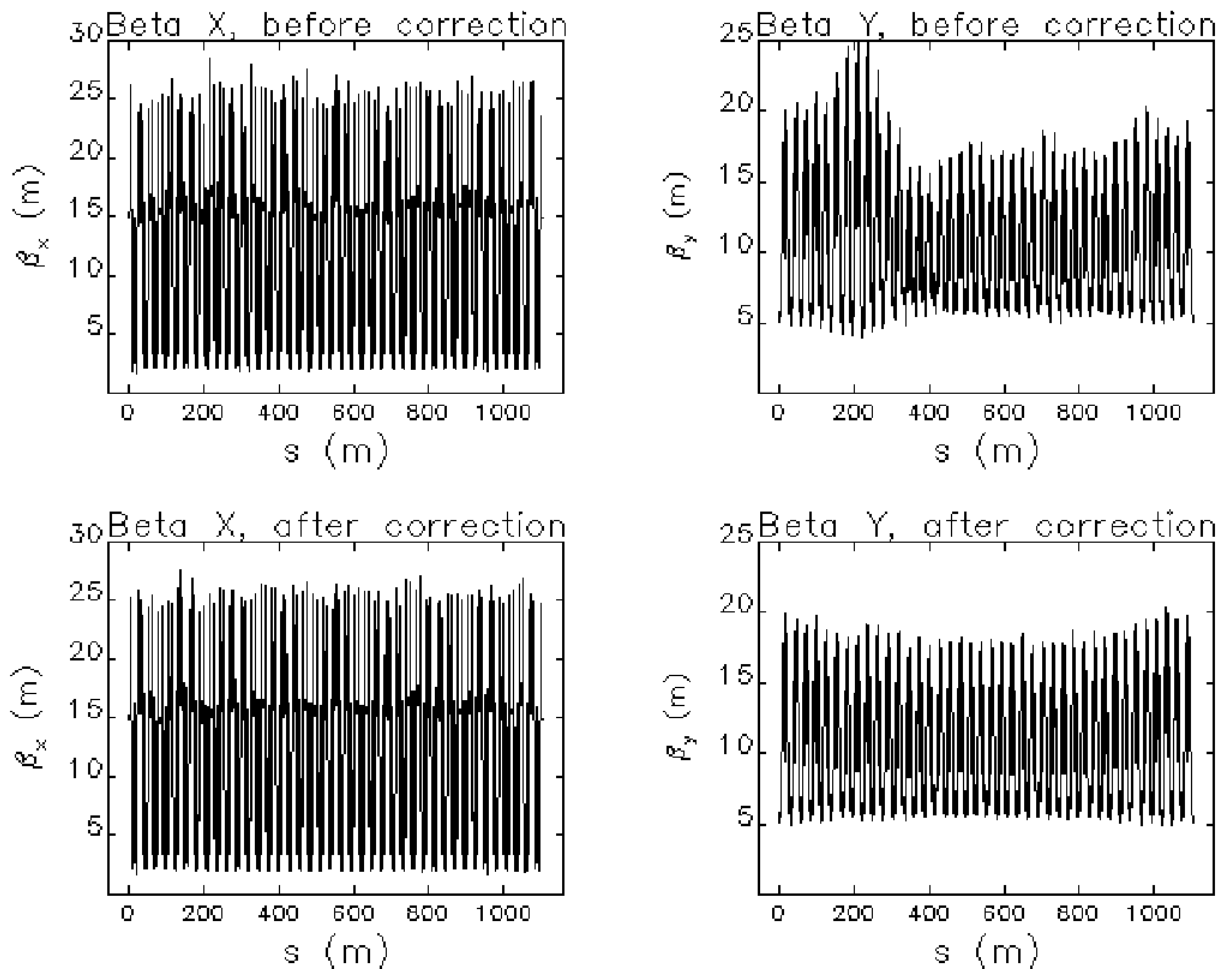 Beta X, before correction
30
25
20
15
10
5
βx (m)
0 200 400 600 800 1000
s (m)
Beta Y, before correction
25
20
15
10
5
βy (m)
0 200 400 600 800 1000
s (m)
Beta X, after correction
30
25
20
15
10
5
βx (m)
0 200 400 600 800 1000
s (m)
Beta Y, after correction
25
20
15
10
5
βy (m)
0 200 400 600 800 1000
s (m)